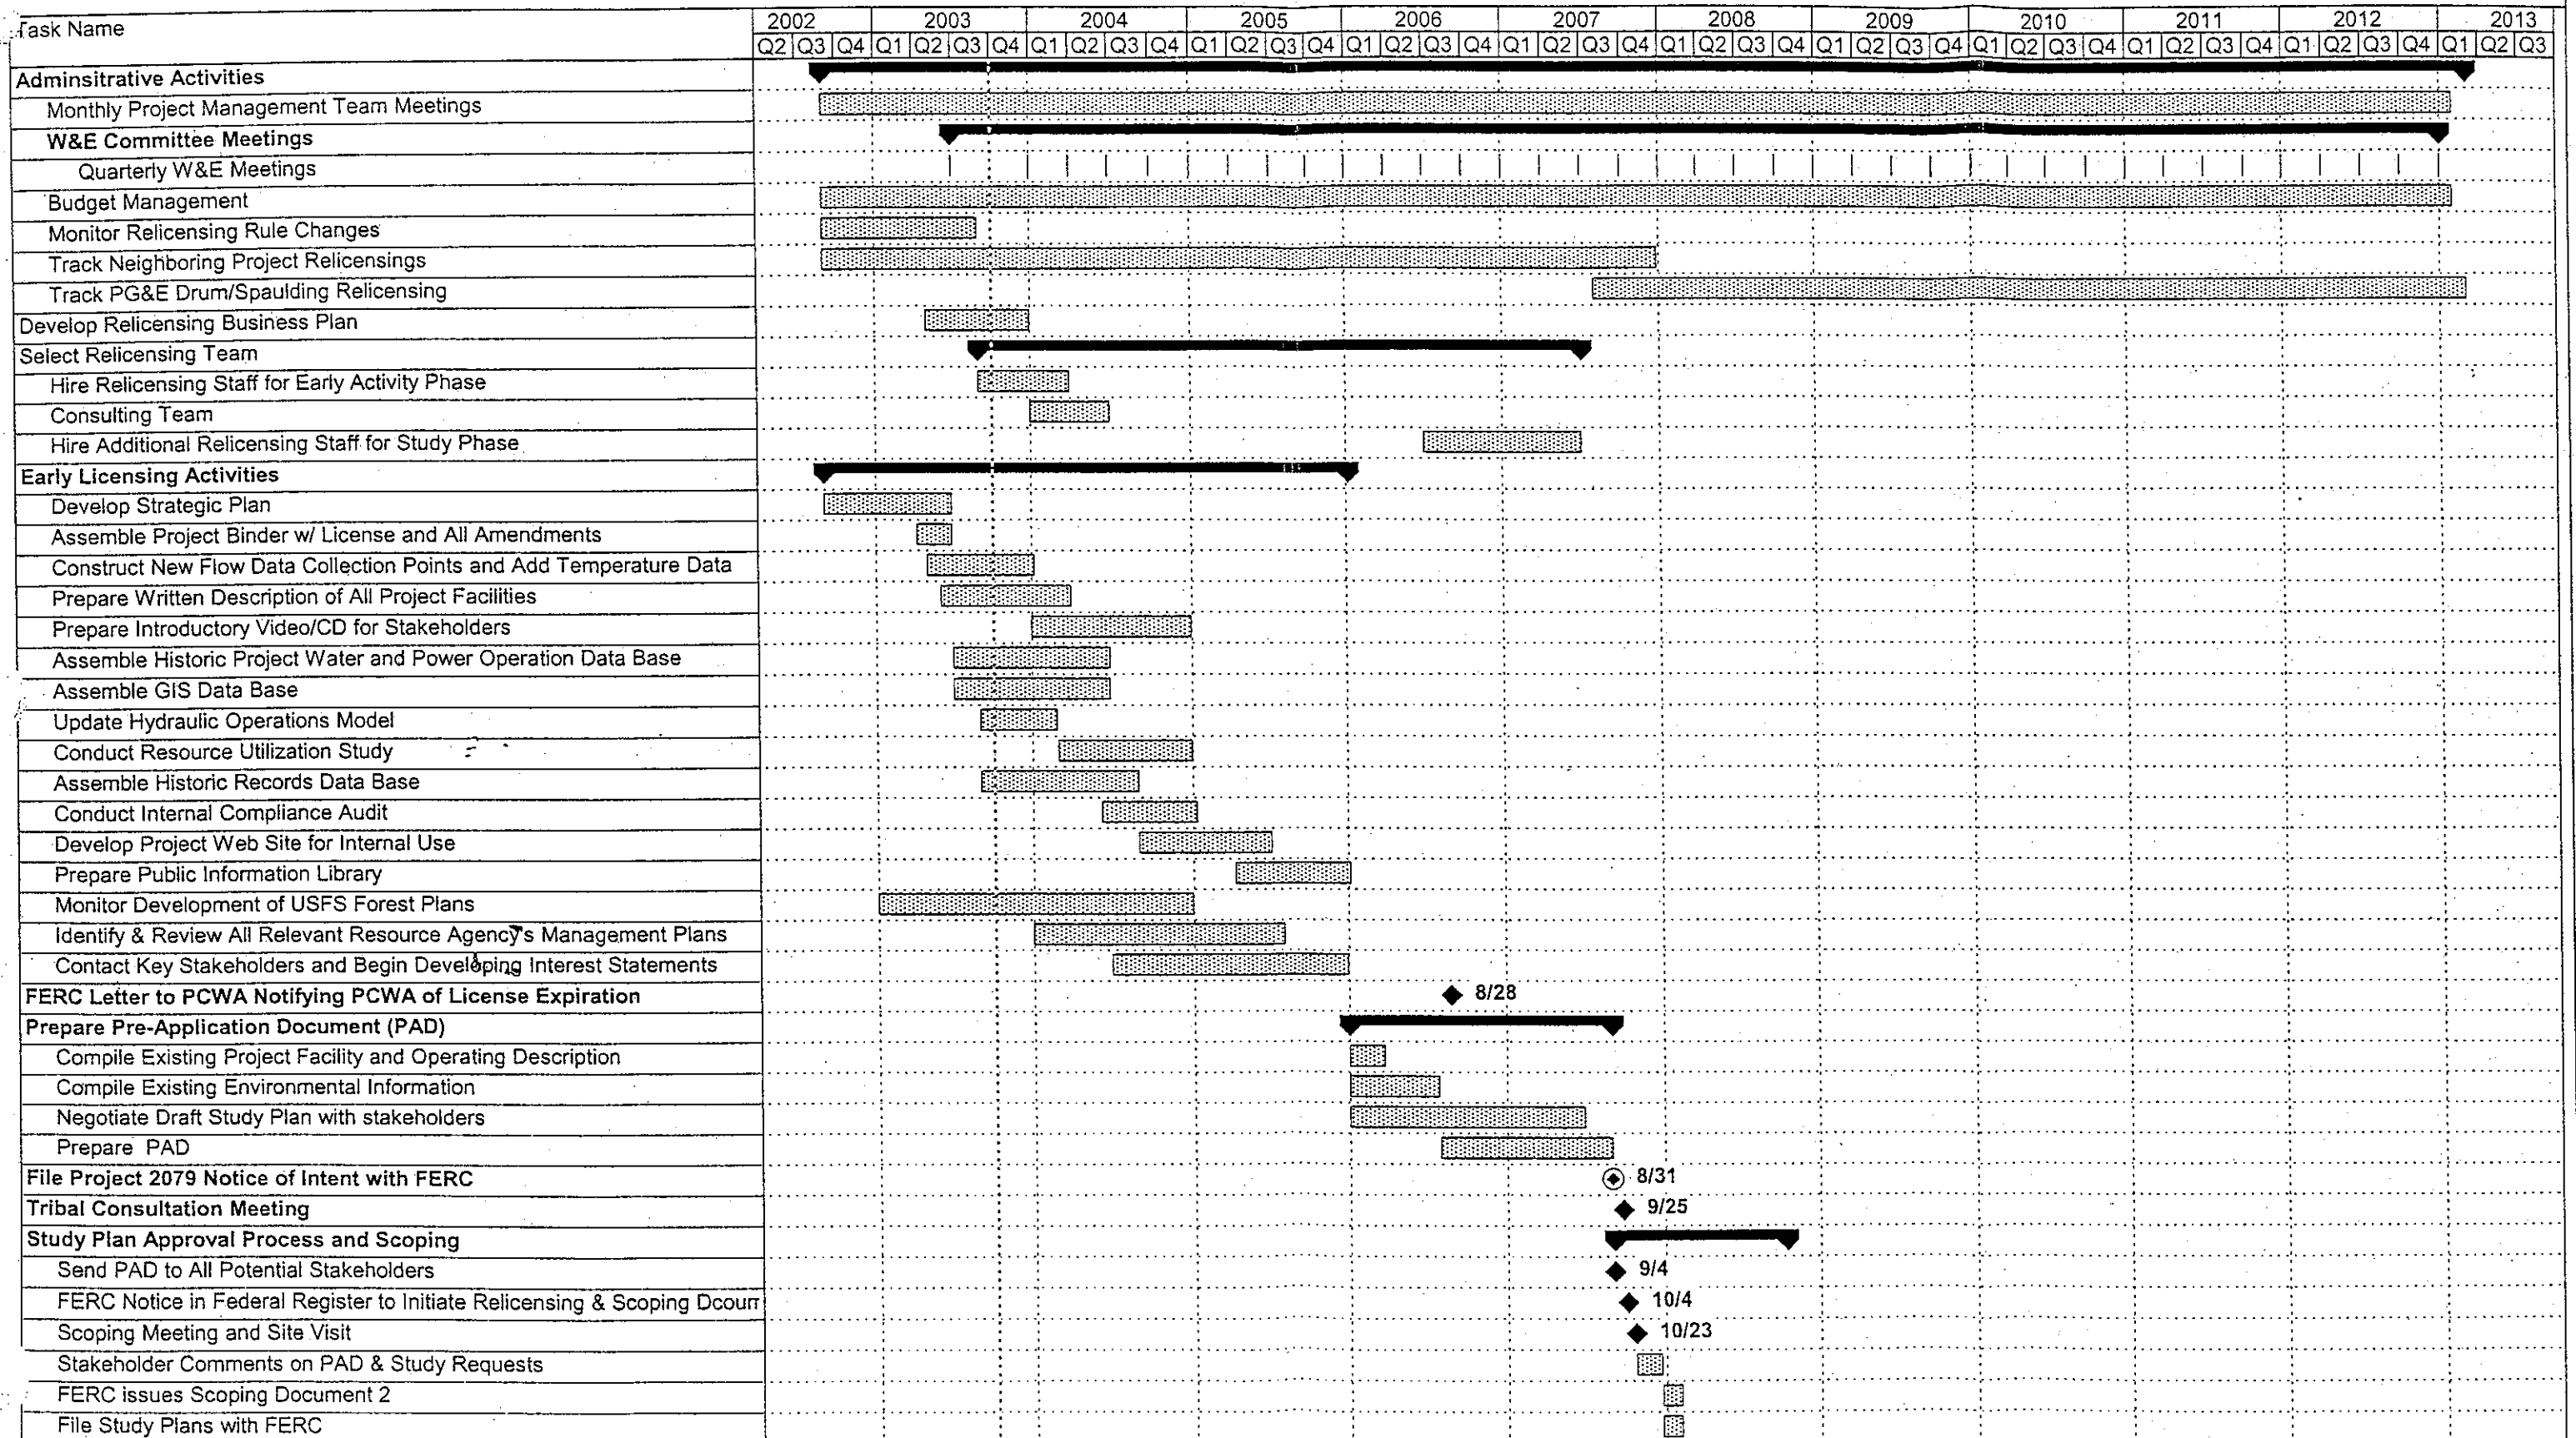 Task Name
2002 2003 2004 2005 2006 2007 2008 2009 2010 2011 2012 2013
Q2 Q3 Q4 Q1 Q2 Q3 Q4 Q1 Q2 Q3 Q4 Q1 Q2 Q3 Q4 Q1 Q2 Q3 Q4 Q1 Q2 Q3 Q4 Q1 Q2 Q3 Q4 Q1 Q2 Q3 Q4 Q1 Q2 Q3 Q4 Q1 Q2 Q3 Q4 Q1 Q2 Q3 Q4 Q1 Q2 Q3
Adminsitrative Activities
Monthly Project Management Team Meetings
W&E Committee Meetings
Quarterly W&E Meetings
Budget Management
Monitor Relicensing Rule Changes
Track Neighboring Project Relicensings
Track PG&E Drum/Spaulding Relicensing
Develop Relicensing Business Plan
Select Relicensing Team
Hire Relicensing Staff for Early Activity Phase
Consulting Team
Hire Additional Relicensing Staff for Study Phase
Early Licensing Activities
Develop Strategic Plan
Assemble Project Binder w/ License and All Amendments
Construct New Flow Data Collection Points and Add Temperature Data
Prepare Written Description of All Project Facilities
Prepare Introductory Video/CD for Stakeholders
Assemble Historic Project Water and Power Operation Data Base
Assemble GIS Data Base
Update Hydraulic Operations Model
Conduct Resource Utilization Study
Assemble Historic Records Data Base
Conduct Internal Compliance Audit
Develop Project Web Site for Internal Use
Prepare Public Information Library
Monitor Development of USFS Forest Plans
Identify & Review All Relevant Resource Agency's Management Plans
Contact Key Stakeholders and Begin Developing Interest Statements
FERC Letter to PCWA Notifying PCWA of License Expiration 8/28
Prepare Pre-Application Document (PAD)
Compile Existing Project Facility and Operating Description
Compile Existing Environmental Information
Negotiate Draft Study Plan with stakeholders
Prepare PAD
File Project 2079 Notice of Intent with FERC 8/31
Tribal Consultation Meeting 9/25
Study Plan Approval Process and Scoping
Send PAD to All Potential Stakeholders 9/4
FERC Notice in Federal Register to Initiate Relicensing & Scoping Dcoum 10/4
Scoping Meeting and Site Visit 10/23
Stakeholder Comments on PAD & Study Requests
FERC issues Scoping Document 2
File Study Plans with FERC